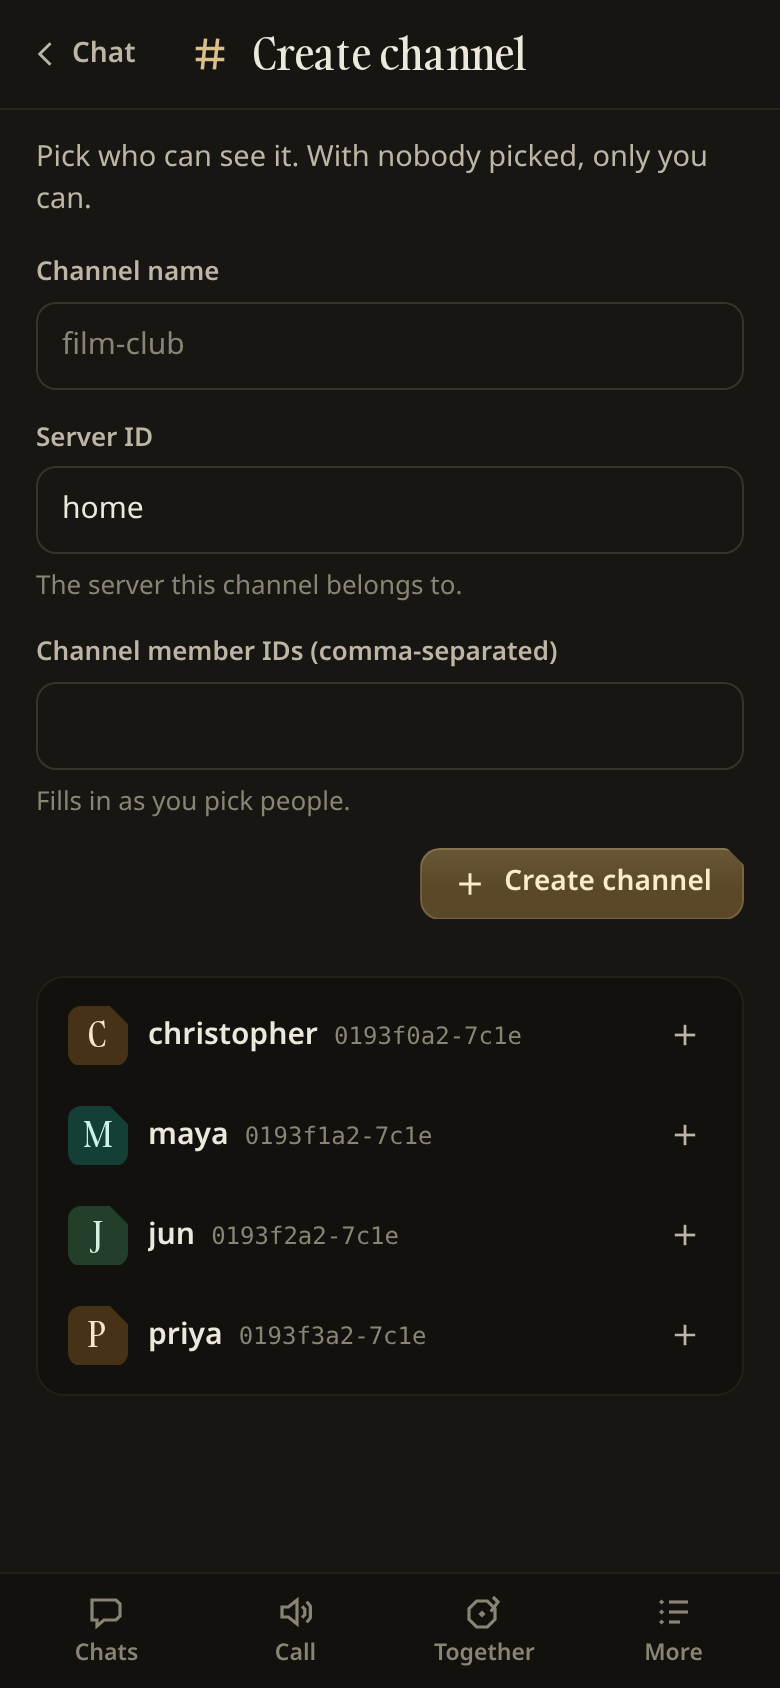 Chat
# Create channel
Pick who can see it. With nobody picked, only you
can.
Channel name
film-club
Server ID
home
The server this channel belongs to.
Channel member IDs (comma-separated)
Fills in as you pick people.
+ Create channel
C christopher 0193f0a2-7c1e +
M maya 0193f1a2-7c1e +
J jun 0193f2a2-7c1e +
P priya 0193f3a2-7c1e +
Chats Call Together More